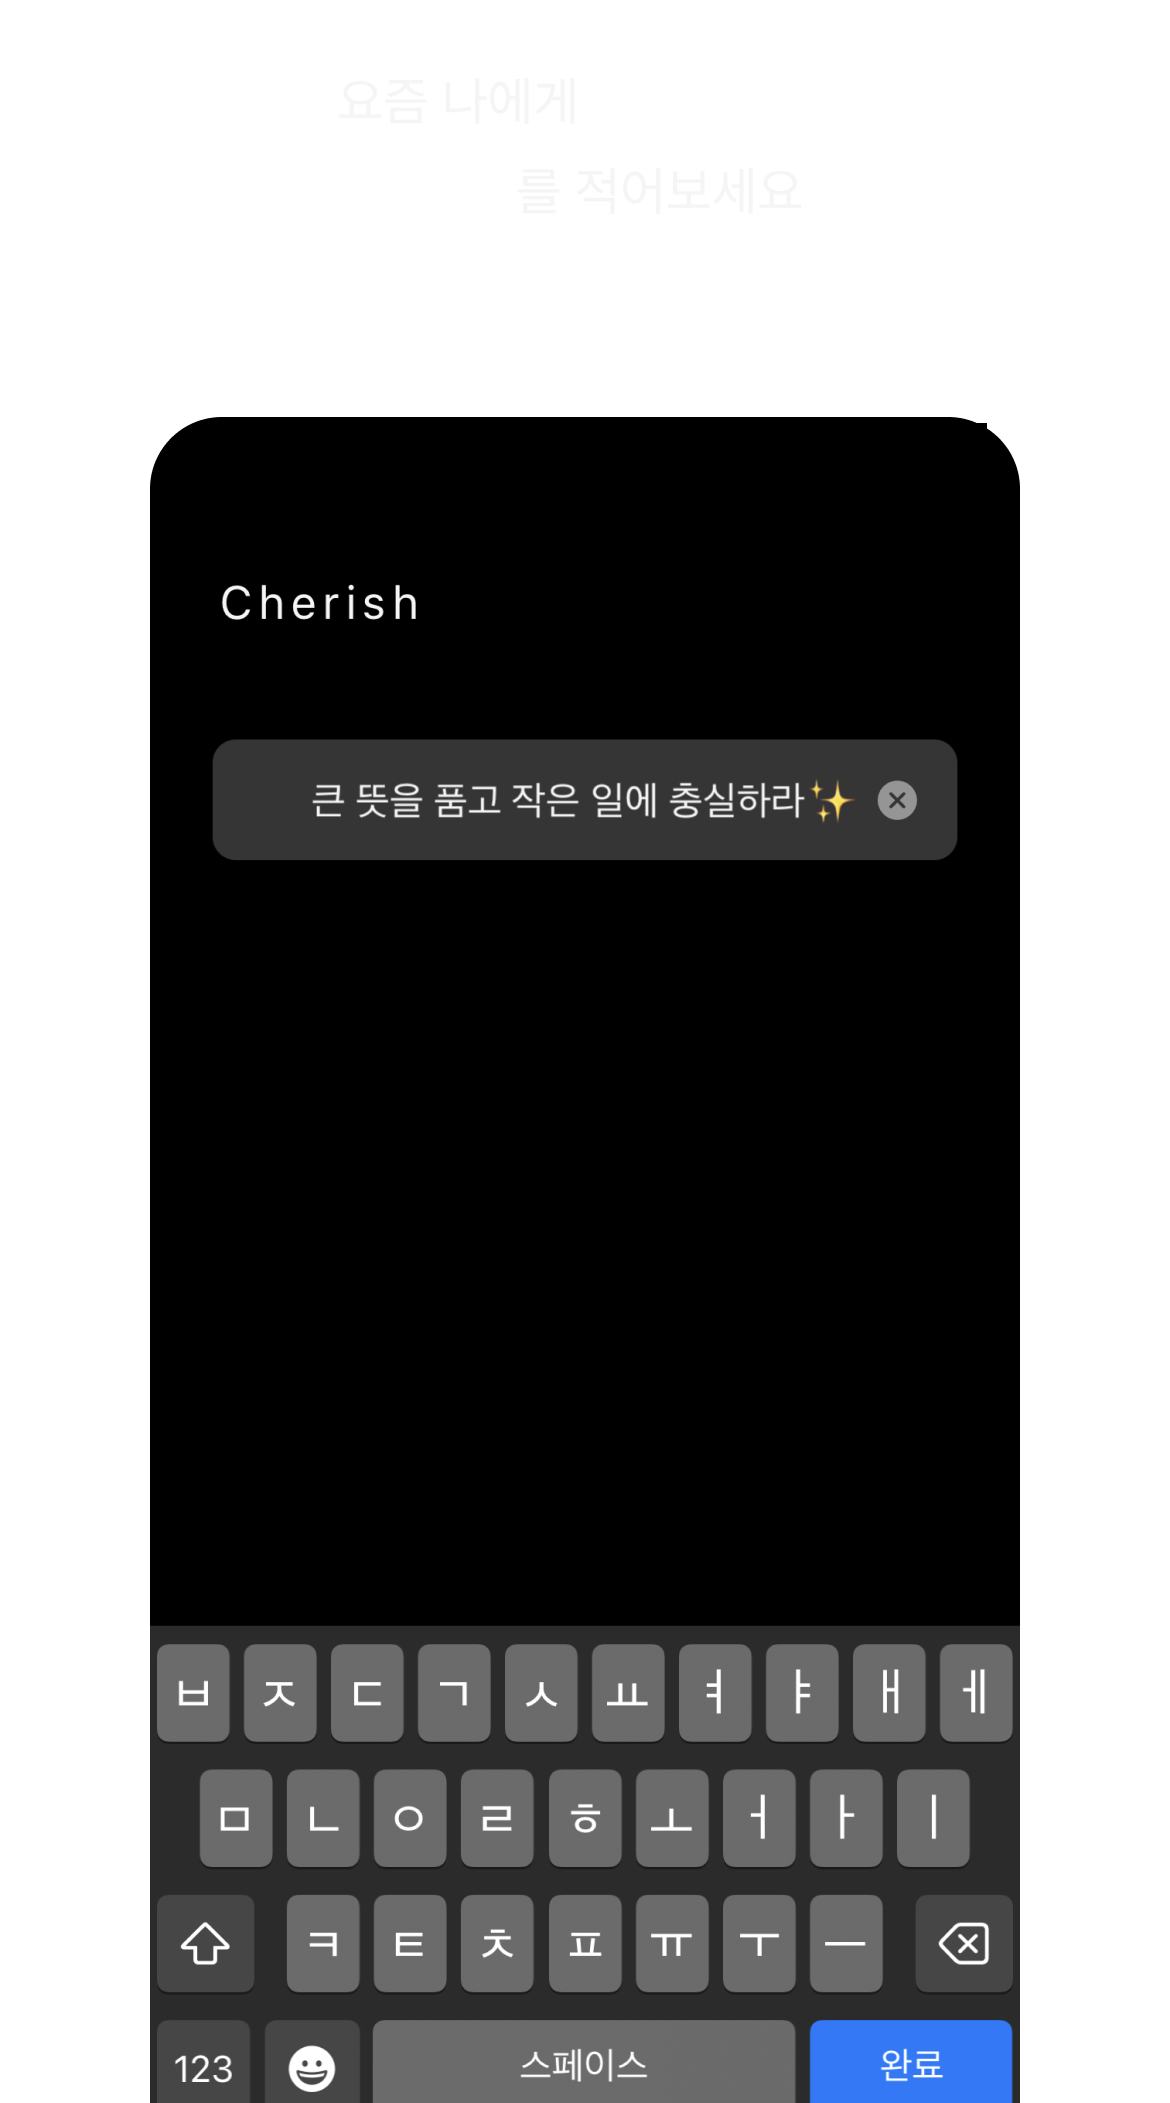 요즘 나에게
를 적어보세요
Cherish
큰 뜻을 품고 작은 일에 충실하라✨
ㅂ ㅈ ㄷ ㄱ ㅅ ㅛ ㅕ ㅑ ㅐ ㅔ
ㅁ ㄴ ㅇ ㄹ ㅎ ㅗ ㅓ ㅏ ㅣ
ㅋ ㅌ ㅊ ㅍ ㅠ ㅜ ㅡ
123 스페이스 완료